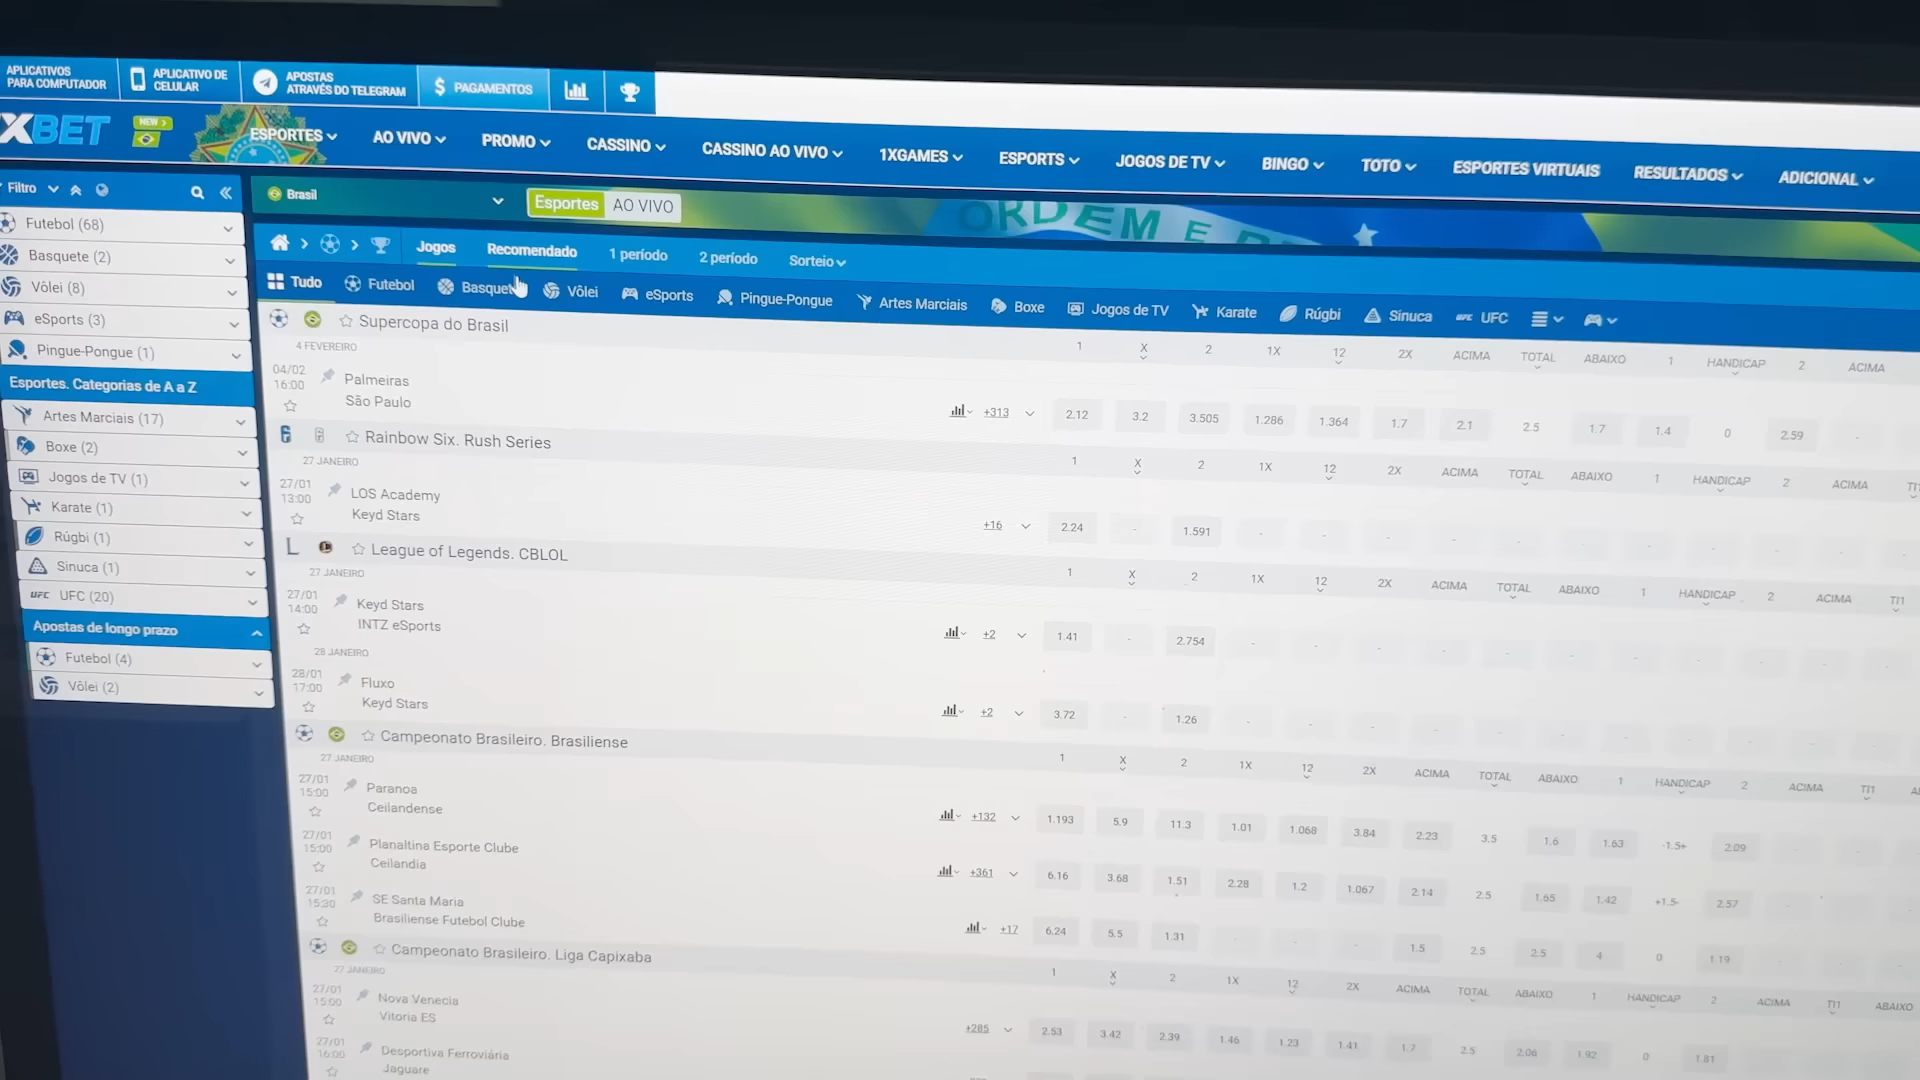 APLICATIVOS
PARA COMPUTADOR
APLICATIVO DE
CELULAR
APOSTAS
ATRAVÉS DO TELEGRAM
$ PAGAMENTOS
XBET
NEW >
ESPORTES
AO VIVO
PROMO
CASSINO
CASSINO AO VIVO
1XGAMES
ESPORTS
JOGOS DE TV
BINGO
TOTO
ESPORTES VIRTUAIS
RESULTADOS
ADICIONAL
Filtro
Brasil
Esportes AO VIVO
ORDEM E
Jogos
Recomendado
1 período
2 período
Sorteio
Tudo
Futebol
Basquet
Vôlei
eSports
Pingue-Pongue
Artes Marciais
Boxe
Jogos de TV
Karate
Rúgbi
Sinuca
UFC
Futebol (68)
Basquete (2)
Vôlei (8)
eSports (3)
Pingue-Pongue (1)
Esportes. Categorias de A a Z
Artes Marciais (17)
Boxe (2)
Jogos de TV (1)
Karate (1)
Rúgbi (1)
Sinuca (1)
UFC UFC (20)
Apostas de longo prazo
Futebol (4)
Vôlei (2)
Supercopa do Brasil
4 FEVEREIRO 1 X 2 1X 12 2X ACIMA TOTAL ABAIXO 1 HANDICAP 2 ACIMA
04/02
16:00
Palmeiras
São Paulo
+313 2.12 3.2 3.505 1.286 1.364 1.7 2.1 2.5 1.7 1.4 0 2.59 -
Rainbow Six. Rush Series
27 JANEIRO 1 X 2 1X 12 2X ACIMA TOTAL ABAIXO 1 HANDICAP 2 ACIMA TI1
27/01
13:00
LOS Academy
Keyd Stars
+16 2.24 - 1.591 - - - - - - - - - - -
League of Legends. CBLOL
27 JANEIRO 1 X 2 1X 12 2X ACIMA TOTAL ABAIXO 1 HANDICAP 2 ACIMA TI1
27/01
14:00
Keyd Stars
INTZ eSports
+2 1.41 - 2.754 - - - - - - - - - - -
28 JANEIRO
28/01
17:00
Fluxo
Keyd Stars
+2 3.72 - 1.26 - - - - - - - - - - -
Campeonato Brasileiro. Brasiliense
27 JANEIRO 1 X 2 1X 12 2X ACIMA TOTAL ABAIXO 1 HANDICAP 2 ACIMA TI1
27/01
15:00
Paranoa
Ceilandense
+132 1.193 5.9 11.3 1.01 1.068 3.84 2.23 3.5 1.6 1.63 -1.5+ 2.09 - -
27/01
15:00
Planaltina Esporte Clube
Ceilandia
+361 6.16 3.68 1.51 2.28 1.2 1.067 2.14 2.5 1.65 1.42 +1.5- 2.57 - -
27/01
15:30
SE Santa Maria
Brasiliense Futebol Clube
+17 6.24 5.5 1.31 - - - 1.5 2.5 2.5 4 0 1.19 - -
Campeonato Brasileiro. Liga Capixaba
27 JANEIRO 1 X 2 1X 12 2X ACIMA TOTAL ABAIXO 1 HANDICAP 2 ACIMA TI1 ABAIXO
27/01
15:00
Nova Venecia
Vitoria ES
+285 2.53 3.42 2.39 1.46 1.23 1.41 1.7 2.5 2.06 1.92 0 1.81
27/01
16:00
Desportiva Ferroviária
Jaguare